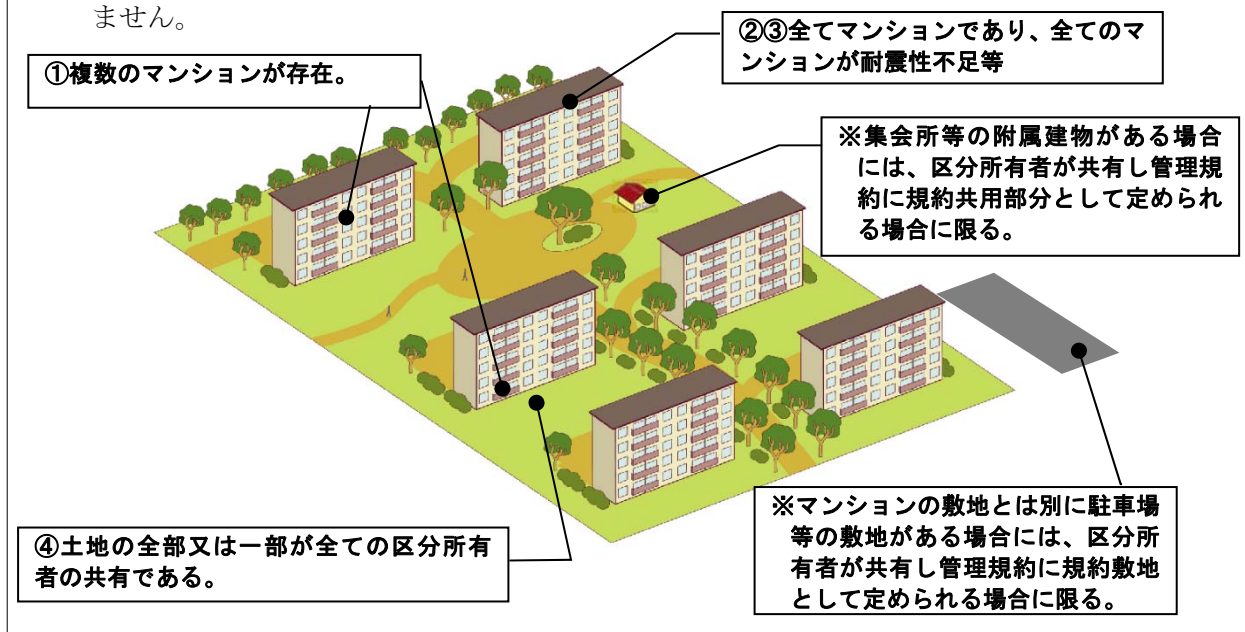 ません。
②③全てマンションであり、全てのマ
ンションが耐震性不足等
①複数のマンションが存在。
※集会所等の附属建物がある場合
には、区分所有者が共有し管理規
約に規約共用部分として定められ
る場合に限る。
※マンションの敷地とは別に駐車場
等の敷地がある場合には、区分所
有者が共有し管理規約に規約敷地
として定められる場合に限る。
④土地の全部又は一部が全ての区分所有
者の共有である。